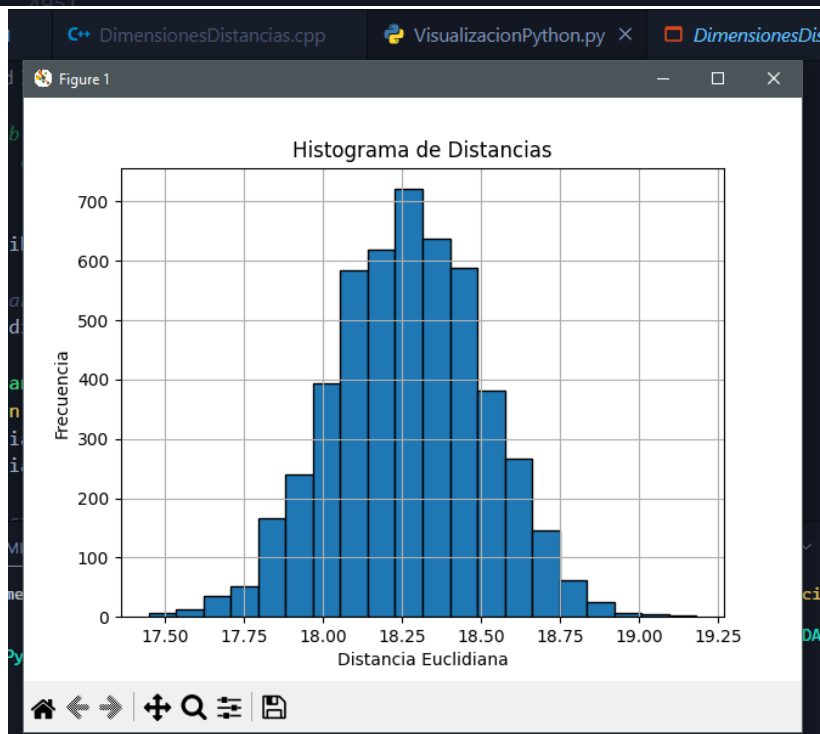 4951
DimensionesDistancias.cpp
VisualizacionPython.py
DimensionesDis
Figure 1
Histograma de Distancias
700
600
500
400
300
200
100
0
Frecuencia
17.50 17.75 18.00 18.25 18.50 18.75 19.00 19.25
Distancia Euclidiana